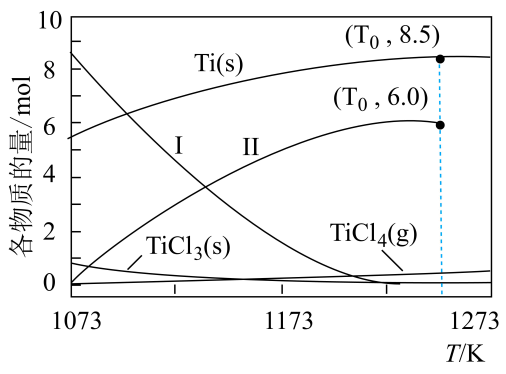 10
(T₀ , 8.5)
Ti(s)
8
(T₀ , 6.0)
6
I
II
4
各物质的量/mol
2
TiCl₃(s)
TiCl₄(g)
0
1073
1173
1273
T/K